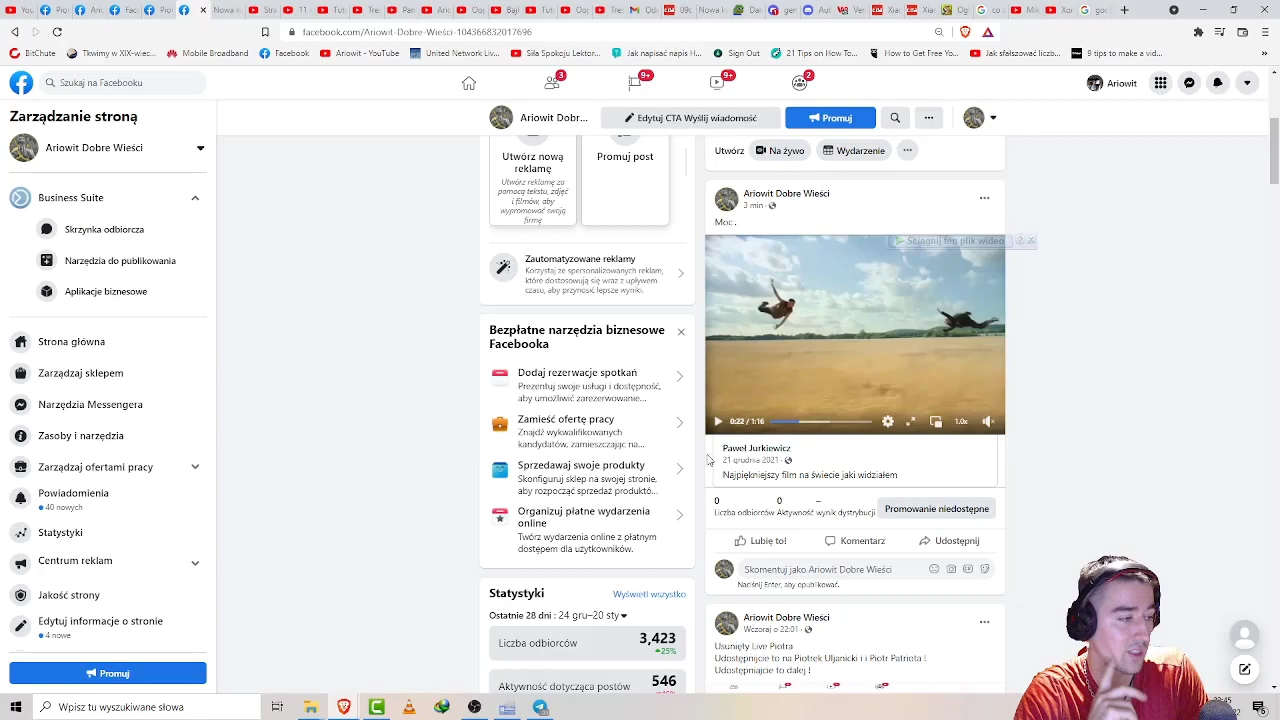 facebook.com/Ariowit-Dobre-Wieści-104366832017696
BitChute
Tkwimy w XIX-wiec...
Mobile Broadband
Facebook
Ariowit - YouTube
United Network Liv...
Siła Spokoju Lektor...
Jak napisać napis H...
Sign Out
21 Tips on How To...
How to Get Free Yo...
Jak sfałszować liczb...
9 tips to make a vid...
Szukaj na Facebooku
3
9+
9+
2
Ariowit
Zarządzanie stroną
Ariowit Dobre Wieści
Business Suite
Skrzynka odbiorcza
Narzędzia do publikowania
Aplikacje biznesowe
Strona główna
Zarządzaj sklepem
Narzędzia Messengera
Zasoby i narzędzia
Zarządzaj ofertami pracy
Powiadomienia
40 nowych
Statystyki
Centrum reklam
Jakość strony
Edytuj informacje o stronie
4 nowe
Promuj
Ariowit Dobr...
Edytuj CTA Wyślij wiadomość
Promuj
Utwórz nową
reklamę
Utwórz reklamę za
pomocą tekstu, zdjęć
i filmów, aby
wypromować swoją
firmę
Promuj post
Zautomatyzowane reklamy
Korzystaj ze spersonalizowanych reklam,
które dostosowują się wraz z upływem
czasu, aby przynosić lepsze wyniki.
Bezpłatne narzędzia biznesowe
Facebooka
Dodaj rezerwacje spotkań
Prezentuj swoje usługi i dostępność,
aby umożliwić zarezerwowanie...
Zamieść ofertę pracy
Znajdź wykwalifikowanych
kandydatów, zamieszczając na...
Sprzedawaj swoje produkty
Skonfiguruj sklep na swojej stronie,
aby rozpocząć sprzedaż produktó...
Organizuj płatne wydarzenia
online
Twórz wydarzenia online z płatnym
dostępem dla użytkowników.
Statystyki
Wyświetl wszystko
Ostatnie 28 dni : 24 gru–20 sty
Liczba odbiorców
3,423
25%
Aktywność dotycząca postów
546
Utwórz
Na żywo
Wydarzenie
Ariowit Dobre Wieści
3 min ·
Moc .
Ściągnij ten plik wideo
0:22 / 1:16
1.0x
Paweł Jurkiewicz
21 grudnia 2021 ·
Najpiękniejszy film na świecie jaki widziałem
0
Liczba odbiorców
0
Aktywność
–
wynik dystrybucji
Promowanie niedostępne
Lubię to!
Komentarz
Udostępnij
Skomentuj jako Ariowit Dobre Wieści
Naciśnij Enter, aby opublikować.
Ariowit Dobre Wieści
Wczoraj o 22:01 ·
Usunięty Live Piotra
Udostępnijcie to na Piotrek Uljanicki i i Piotr Patriota !
Udostępnijcie to dalej !
Wpisz tu wyszukiwane słowa